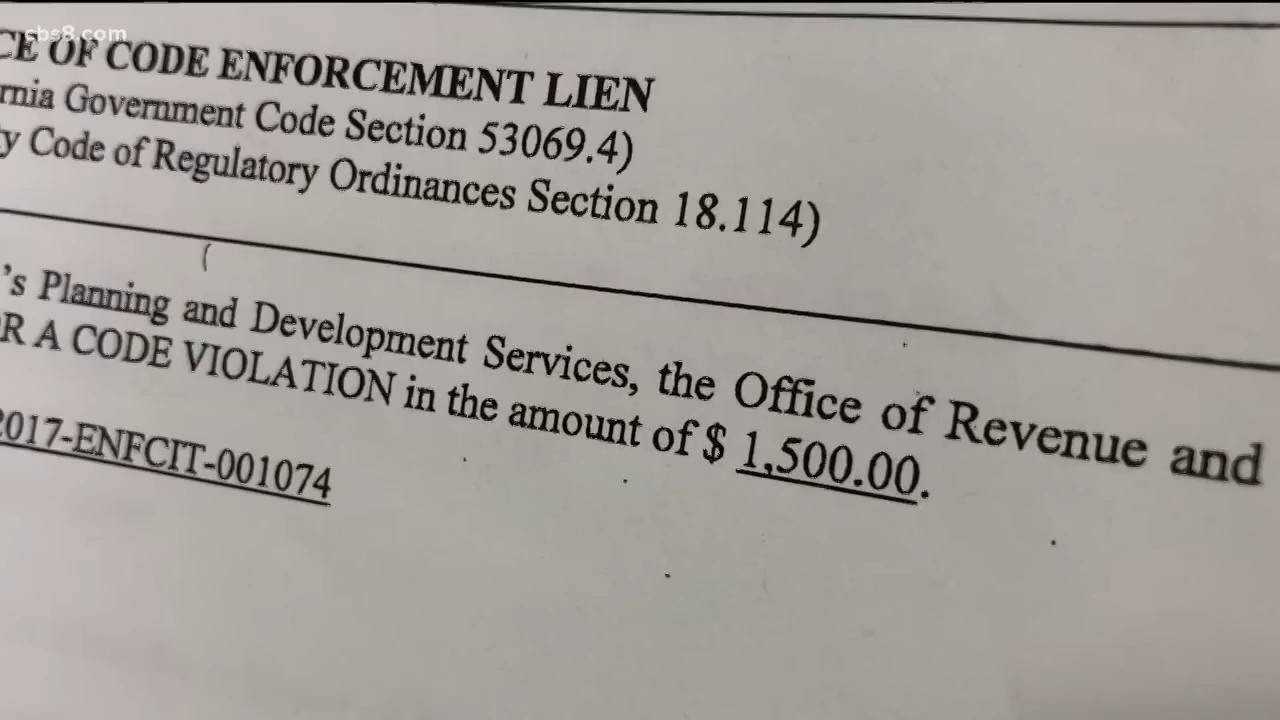 cbs8.com
CE OF CODE ENFORCEMENT LIEN
rnia Government Code Section 53069.4)
y Code of Regulatory Ordinances Section 18.114)
's Planning and Development Services, the Office of Revenue and
R A CODE VIOLATION in the amount of $ 1,500.00.
2017-ENFCIT-001074